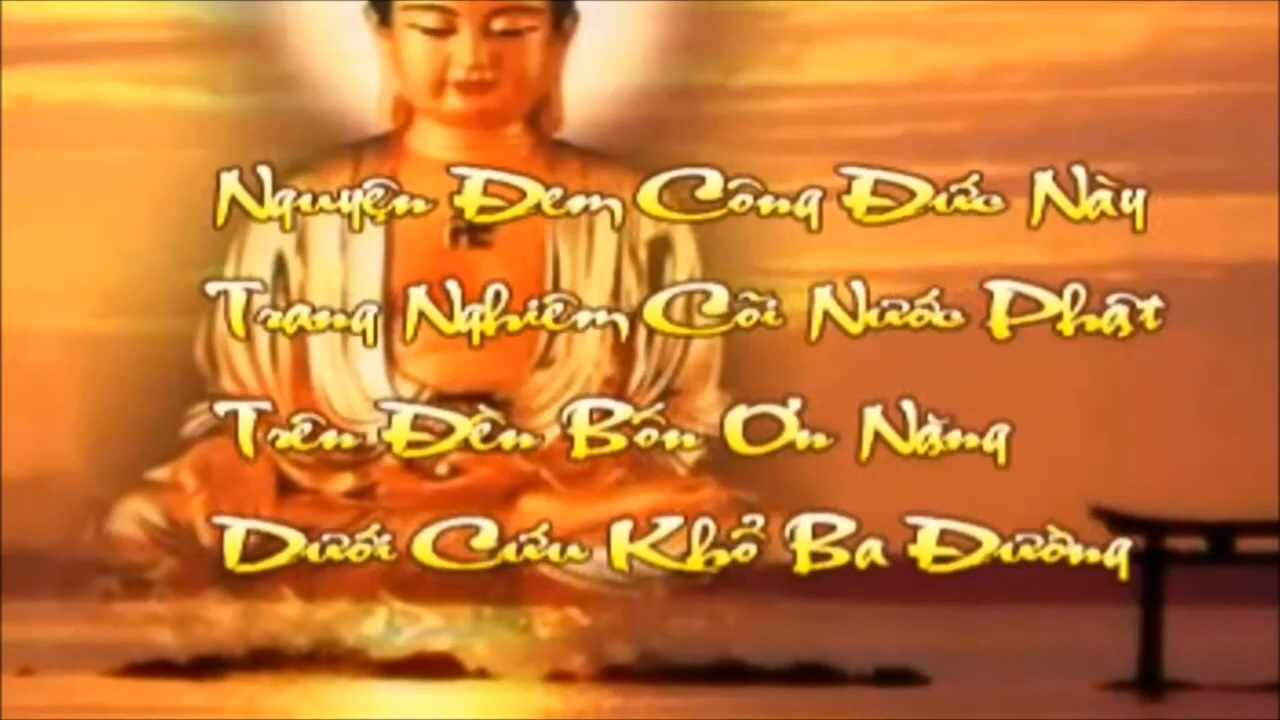 Nguyện Đem Công Đức Này
Trang Nghiêm Cõi Nước Phật
Trên Đền Bốn Ơn Nặng
Dưới Cứu Khổ Ba Đường